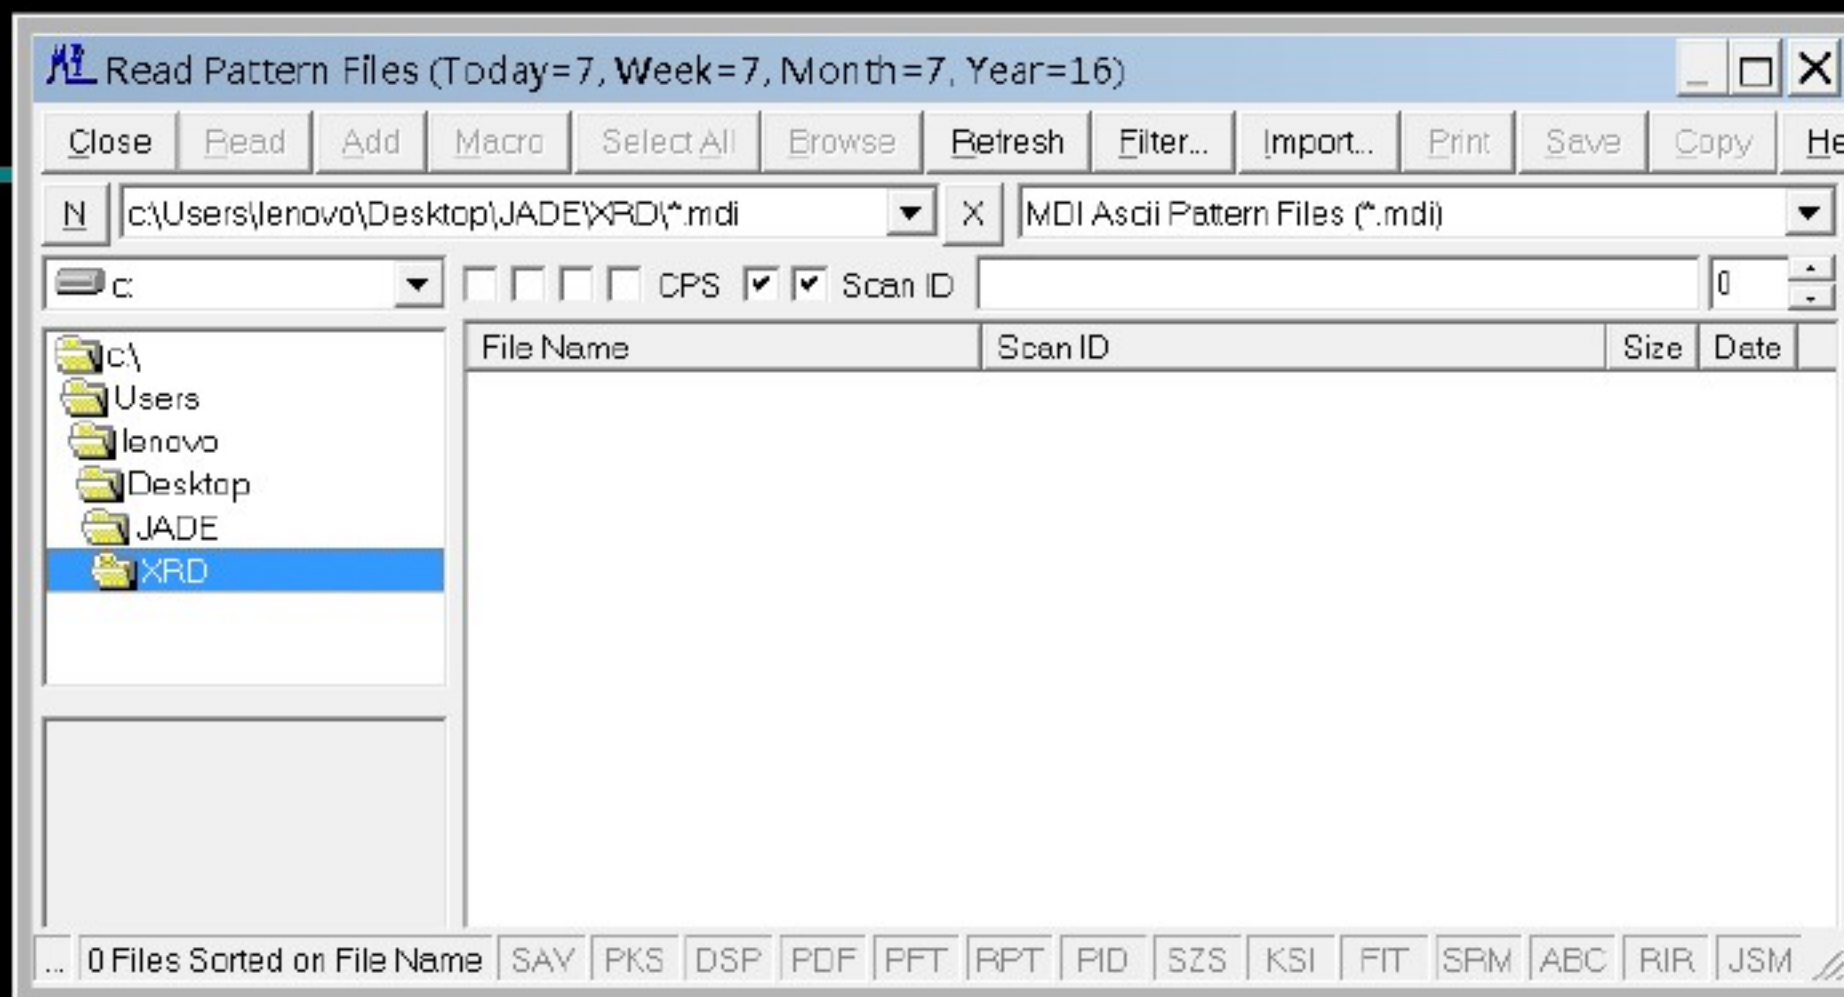 Read Pattern Files (Today=7, Week=7, Month=7, Year=16)
Close Read Add Macro Select All Browse Refresh Filter... Import... Print Save Copy He
N c:\Users\lenovo\Desktop\JADE\XRD\*.mdi X MDI Ascii Pattern Files (*.mdi)
c: CPS Scan ID 0
File Name Scan ID Size Date
c:\
Users
lenovo
Desktop
JADE
XRD
... 0 Files Sorted on File Name SAV PKS DSP PDF PFT RPT PID SZS KSI FIT SRM ABC RIR JSM